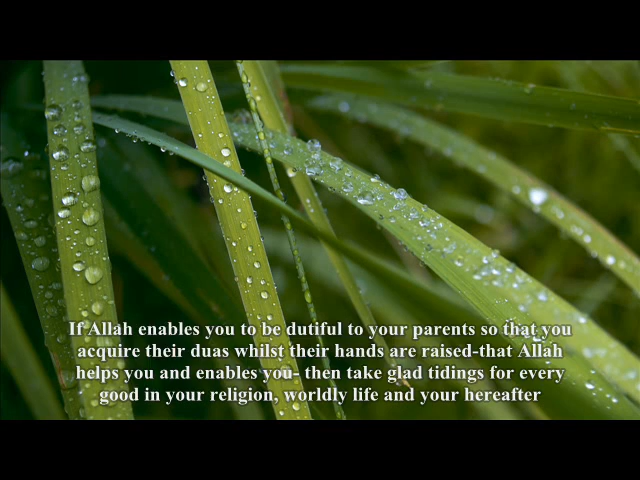 If Allah enables you to be dutiful to your parents so that you
acquire their duas whilst their hands are raised-that Allah
helps you and enables you- then take glad tidings for every
good in your religion, worldly life and your hereafter